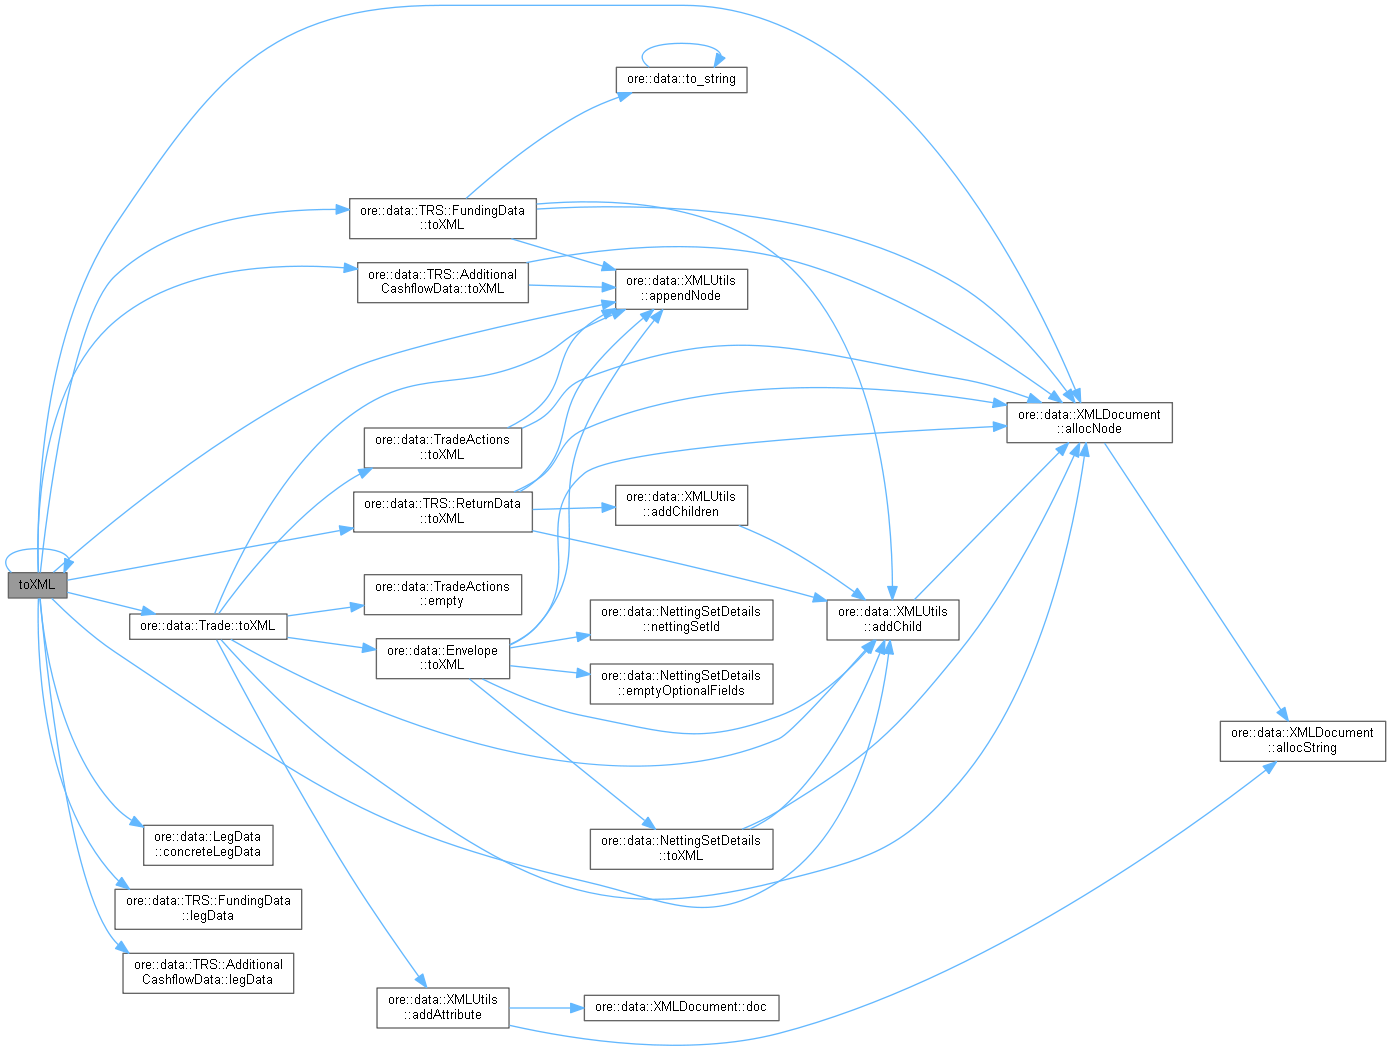 ore::data::to_string
ore::data::TRS::FundingData
::toXML
ore::data::TRS::Additional
CashflowData::toXML
ore::data::XMLUtils
::appendNode
ore::data::XMLDocument
::allocNode
ore::data::TradeActions
::toXML
ore::data::TRS::ReturnData
::toXML
ore::data::XMLUtils
::addChildren
toXML
ore::data::TradeActions
::empty
ore::data::Trade::toXML
ore::data::NettingSetDetails
::nettingSetId
ore::data::XMLUtils
::addChild
ore::data::Envelope
::toXML
ore::data::NettingSetDetails
::emptyOptionalFields
ore::data::XMLDocument
::allocString
ore::data::LegData
::concreteLegData
ore::data::NettingSetDetails
::toXML
ore::data::TRS::FundingData
::legData
ore::data::TRS::Additional
CashflowData::legData
ore::data::XMLUtils
::addAttribute
ore::data::XMLDocument::doc